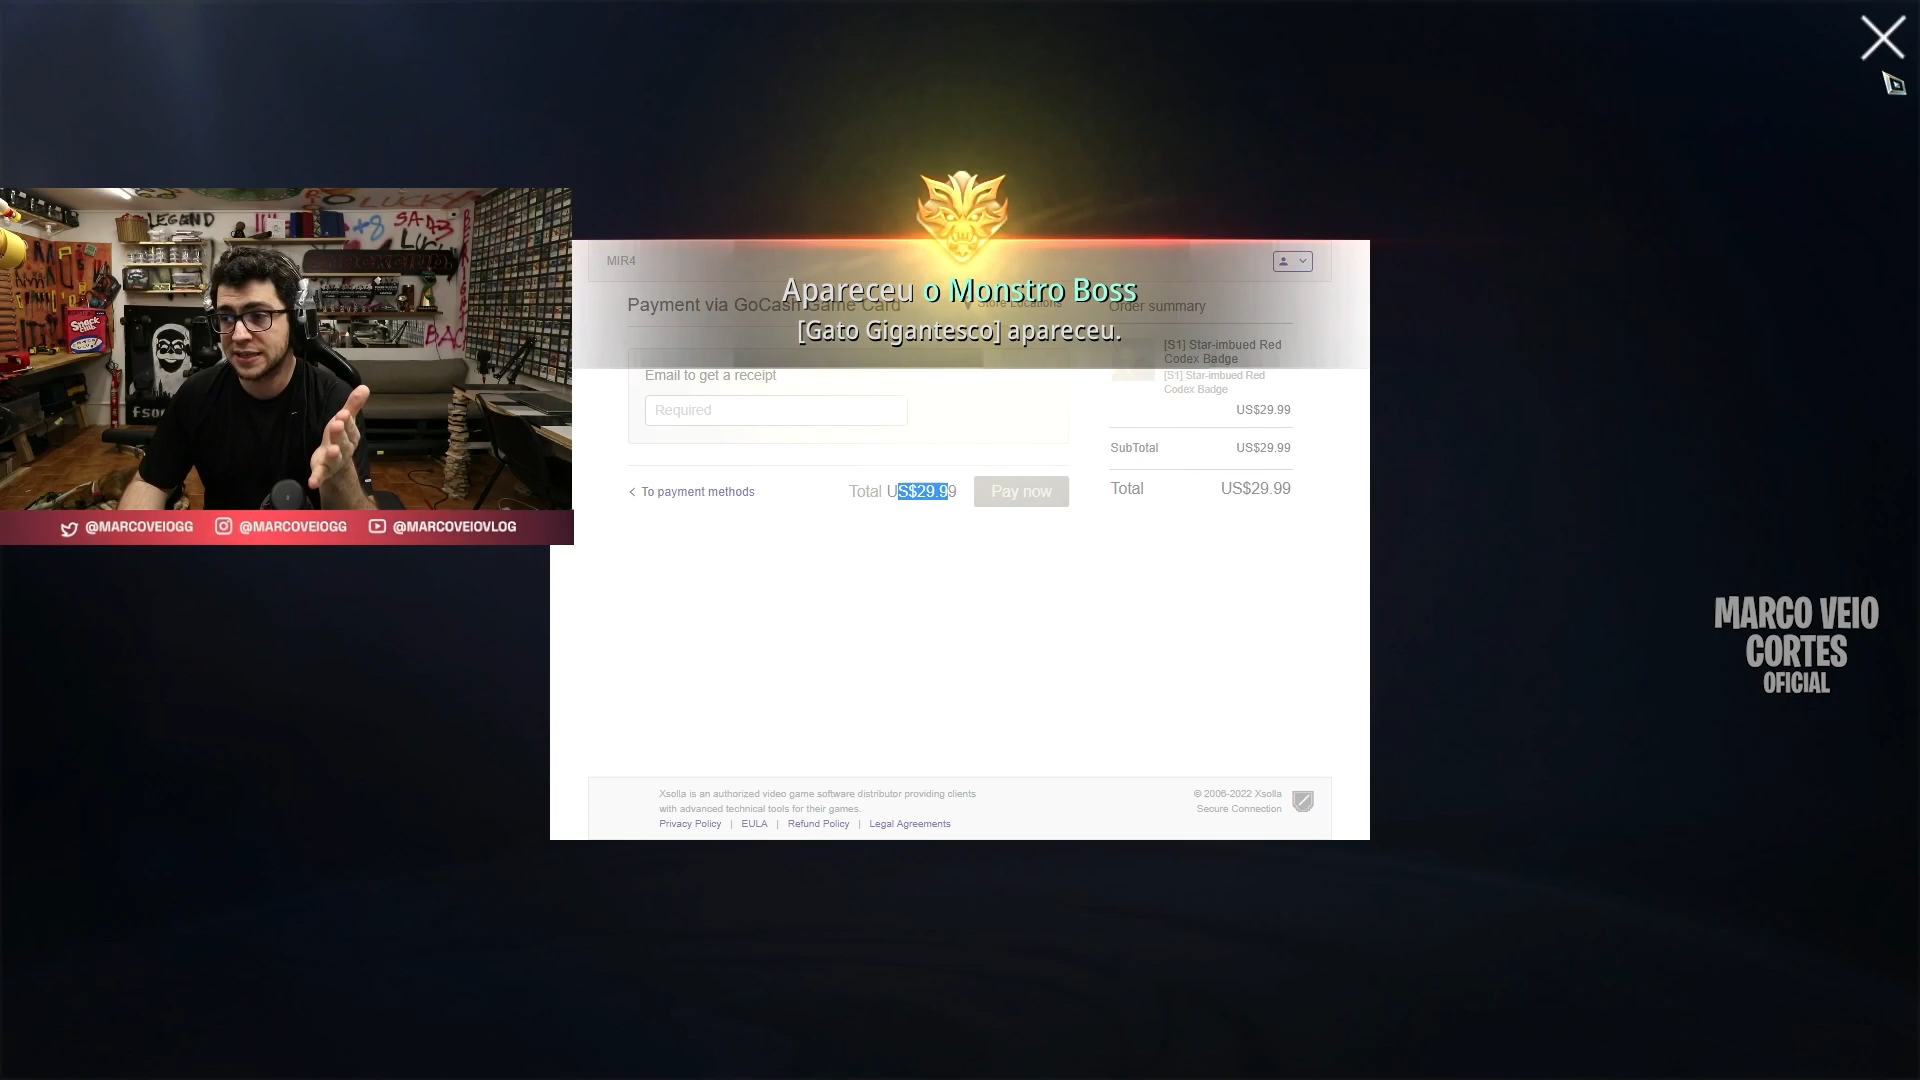 MIR4
Payment via GoCash Game Card
Store Locations
Order summary
Apareceu o Monstro Boss
[Gato Gigantesco] apareceu.
[S1] Star-imbued Red
Codex Badge
[S1] Star-imbued Red
Codex Badge
US$29.99
Email to get a receipt
Required
SubTotal US$29.99
To payment methods
Total US$29.99
Pay now
Total US$29.99
LEGEND
SNACK
fsoc
@MARCOVEIOGG @MARCOVEIOGG @MARCOVEIOVLOG
MARCO VEIO
CORTES
OFICIAL
Xsolla is an authorized video game software distributor providing clients
with advanced technical tools for their games.
Privacy Policy | EULA | Refund Policy | Legal Agreements
© 2006-2022 Xsolla
Secure Connection